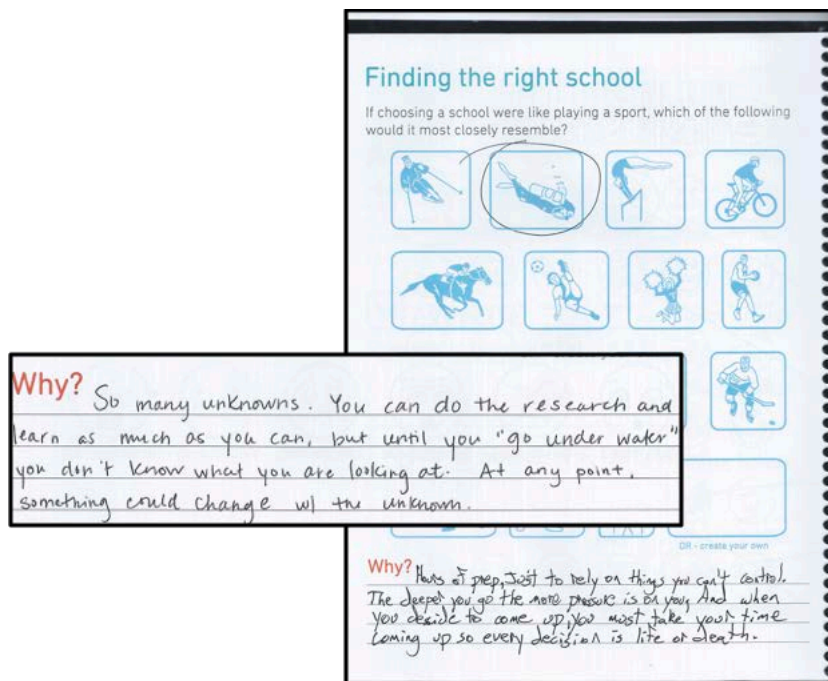 Finding the right school
If choosing a school were like playing a sport, which of the following
would it most closely resemble?
Why? So many unknowns. You can do the research and
learn as much as you can, but until you "go under water"
you don't know what you are looking at. At any point,
something could change w/ the unknown.
OR - create your own
Why? Hours of prep, Just to rely on things you can't control.
The deeper you go the more pressure is on you, And when
you deside to come up, you must take your time
coming up so every decision is life or death.